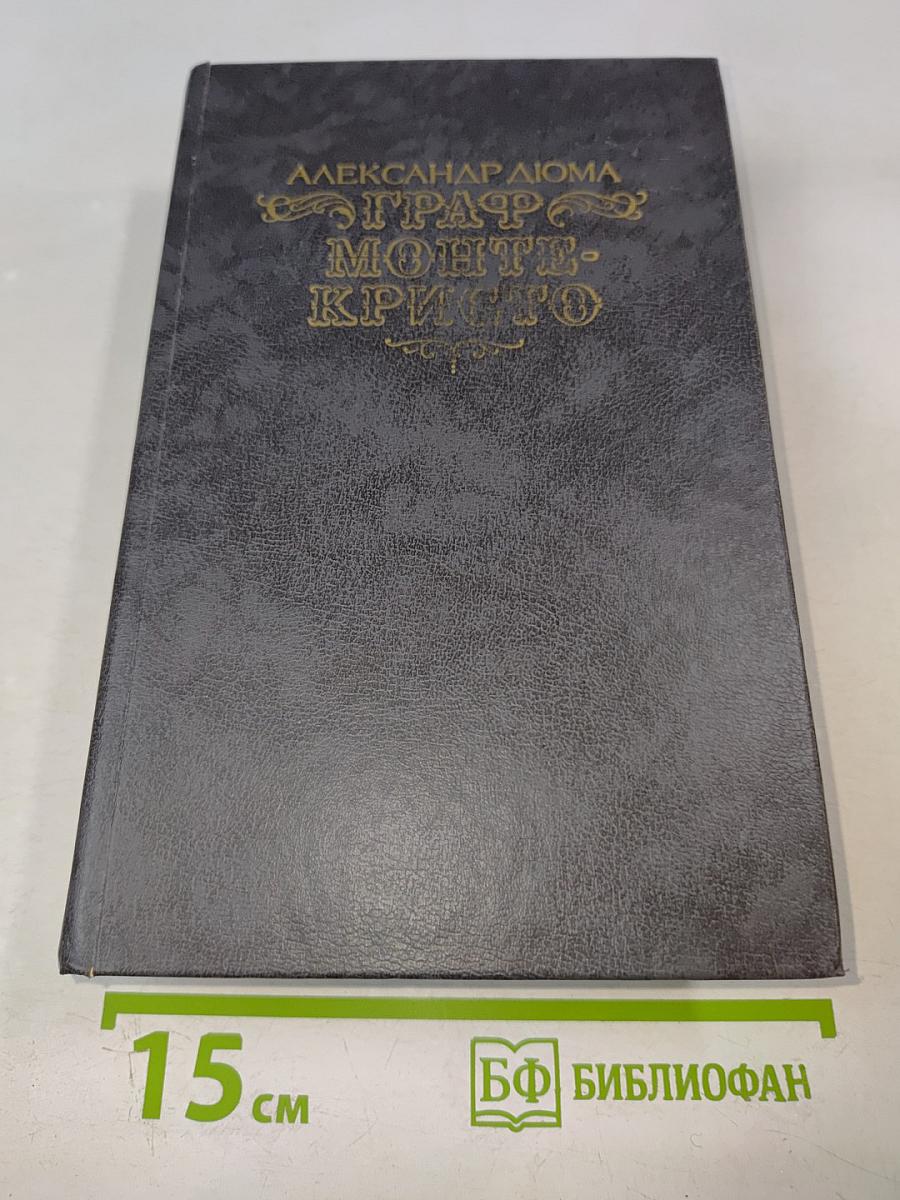 АЛЕКСАНДР ДЮМА
ГРАФ
МОНТЕ-
КРИСТО
15 см
БФ БИБЛИОФАН